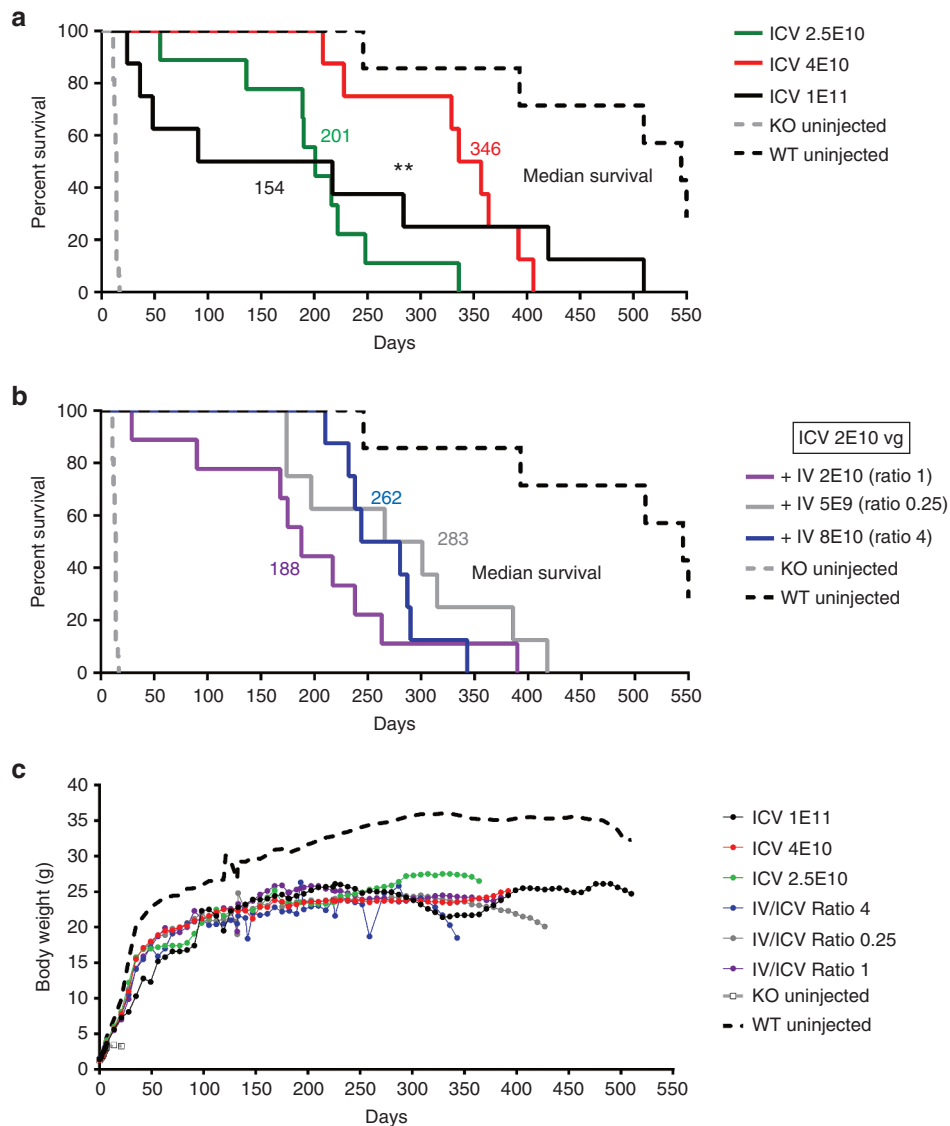 a
100
80
60
40
20
0
Percent survival
0 50 100 150 200 250 300 350 400 450 500 550
Days
201
346
154
**
Median survival
ICV 2.5E10
ICV 4E10
ICV 1E11
KO uninjected
WT uninjected
b
100
80
60
40
20
0
Percent survival
0 50 100 150 200 250 300 350 400 450 500 550
Days
262
283
188
Median survival
ICV 2E10 vg
+ IV 2E10 (ratio 1)
+ IV 5E9 (ratio 0.25)
+ IV 8E10 (ratio 4)
KO uninjected
WT uninjected
c
40
35
30
25
20
15
10
5
0
Body weight (g)
0 50 100 150 200 250 300 350 400 450 500 550
Days
ICV 1E11
ICV 4E10
ICV 2.5E10
IV/ICV Ratio 4
IV/ICV Ratio 0.25
IV/ICV Ratio 1
KO uninjected
WT uninjected